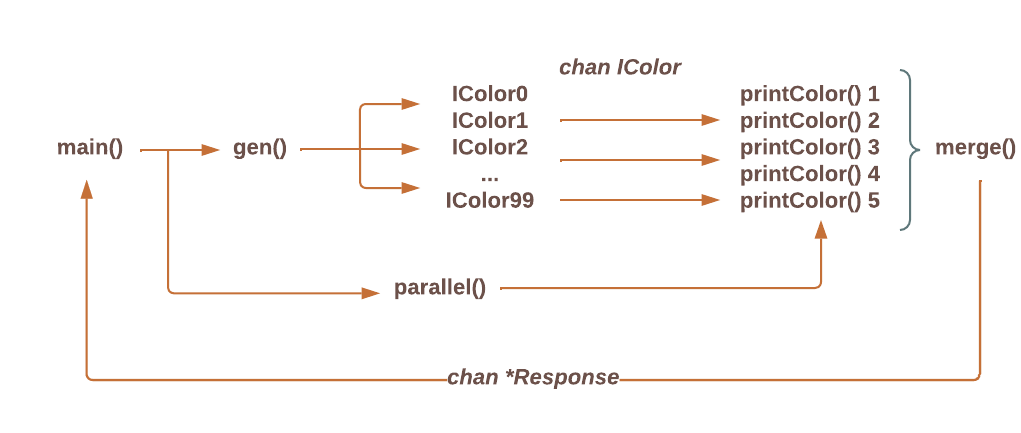 chan IColor
main()
gen()
IColor0
IColor1
IColor2
...
IColor99
printColor() 1
printColor() 2
printColor() 3
printColor() 4
printColor() 5
merge()
parallel()
chan *Response